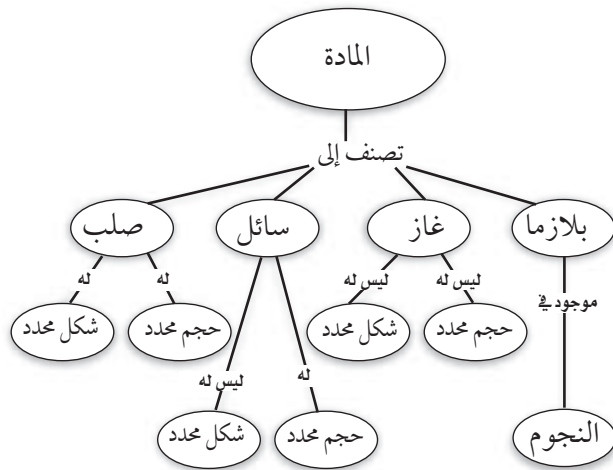 المادة
تصنف إلى
بلازما
غاز
سائل
صلب
ليس له
ليس له
له
له
موجود في
حجم محدد
شكل محدد
حجم محدد
شكل محدد
له
ليس له
النجوم
حجم محدد
شكل محدد